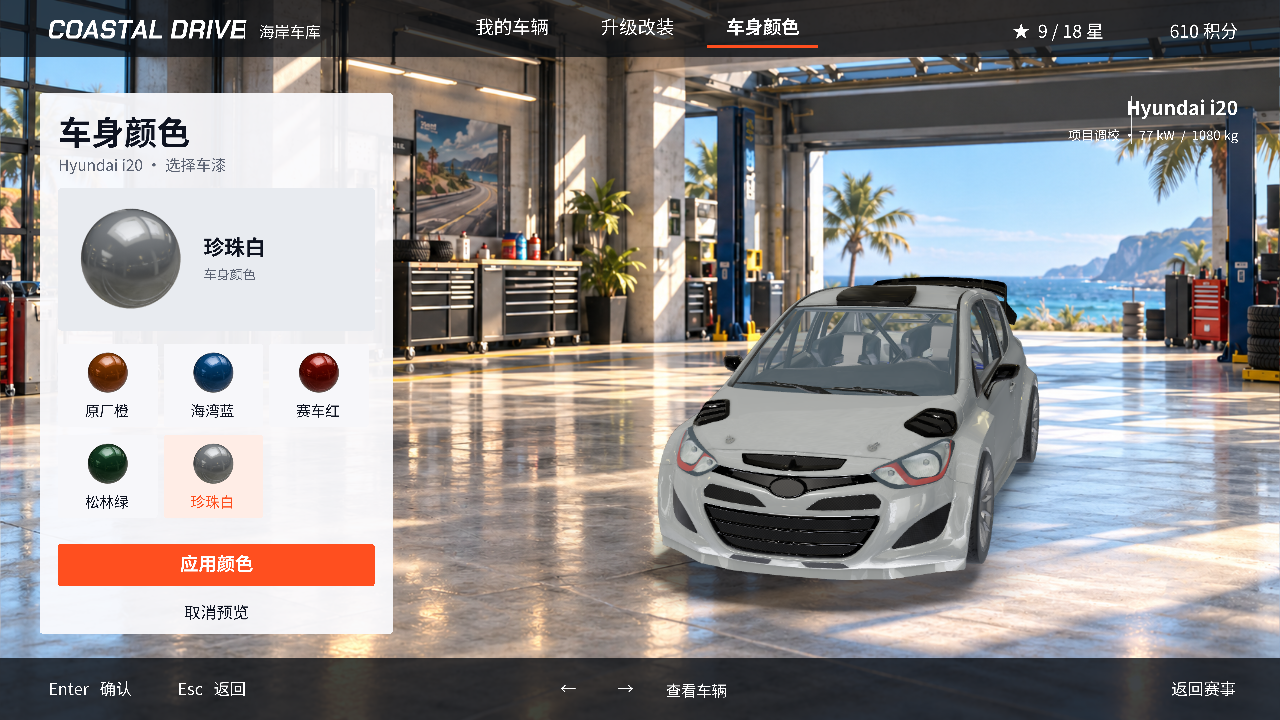 COASTAL DRIVE 海岸车库
我的车辆 升级改装 车身颜色
★ 9 / 18 星 610 积分
Hyundai i20
项目调校 · 77 kW / 1080 kg
车身颜色
Hyundai i20 • 选择车漆
珍珠白
车身颜色
原厂橙 海湾蓝 赛车红
松林绿 珍珠白
应用颜色
取消预览
Enter 确认 Esc 返回 ← → 查看车辆 返回赛事